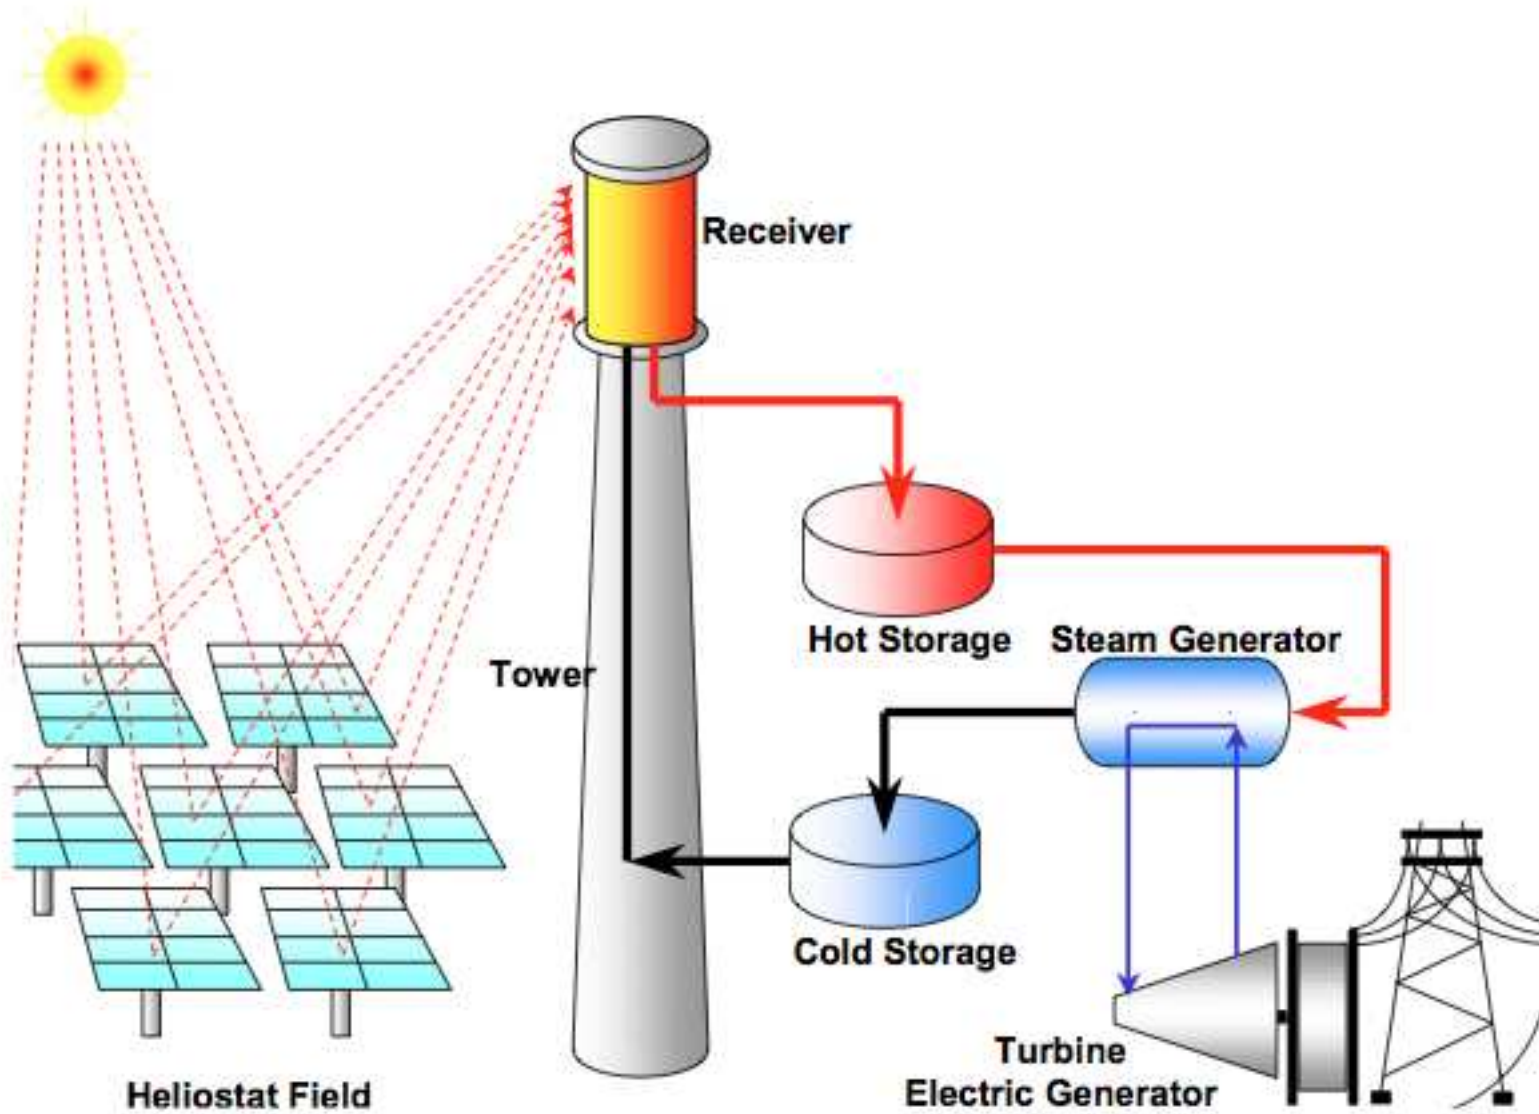 Receiver
Hot Storage
Steam Generator
Tower
Cold Storage
Turbine
Electric Generator
Heliostat Field